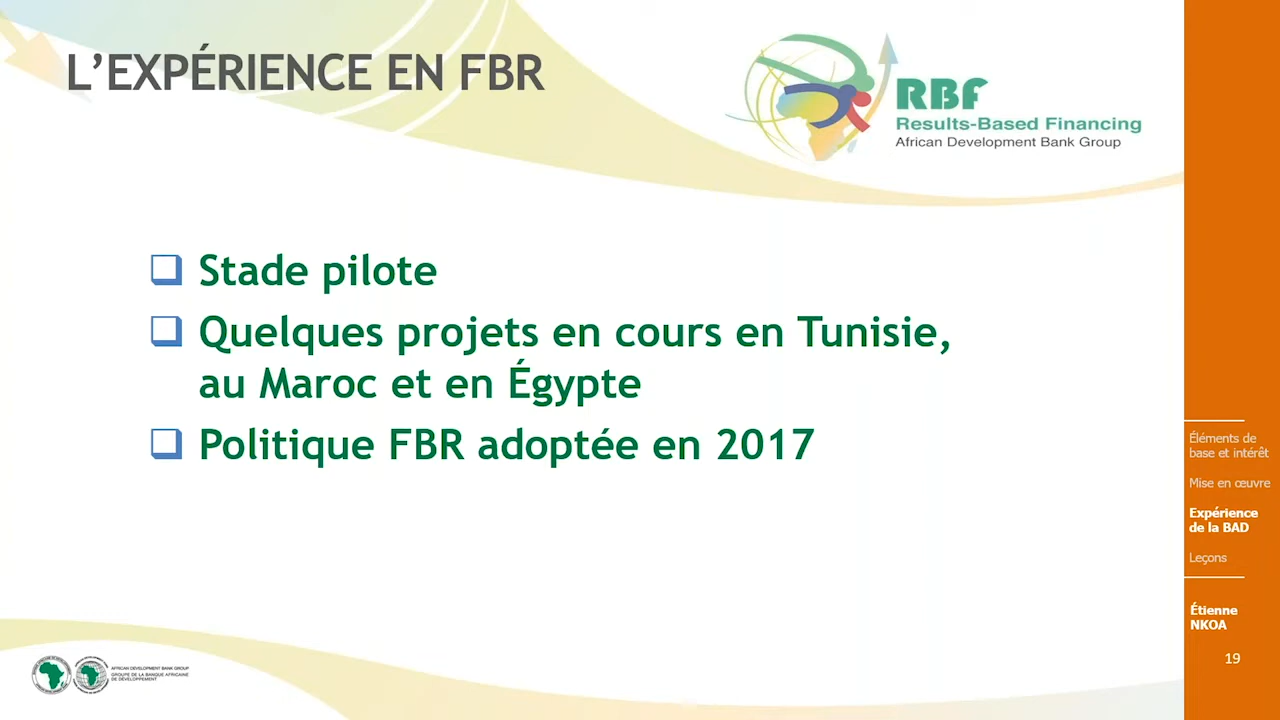 L’EXPÉRIENCE EN FBR
RBF
Results-Based Financing
African Development Bank Group
Stade pilote
Quelques projets en cours en Tunisie,
au Maroc et en Égypte
Politique FBR adoptée en 2017
Éléments de
base et intérêt
Mise en œuvre
Expérience
de la BAD
Leçons
Étienne
NKOA
19
AFRICAN DEVELOPMENT BANK GROUP
GROUPE DE LA BANQUE AFRICAINE
DE DÉVELOPPEMENT